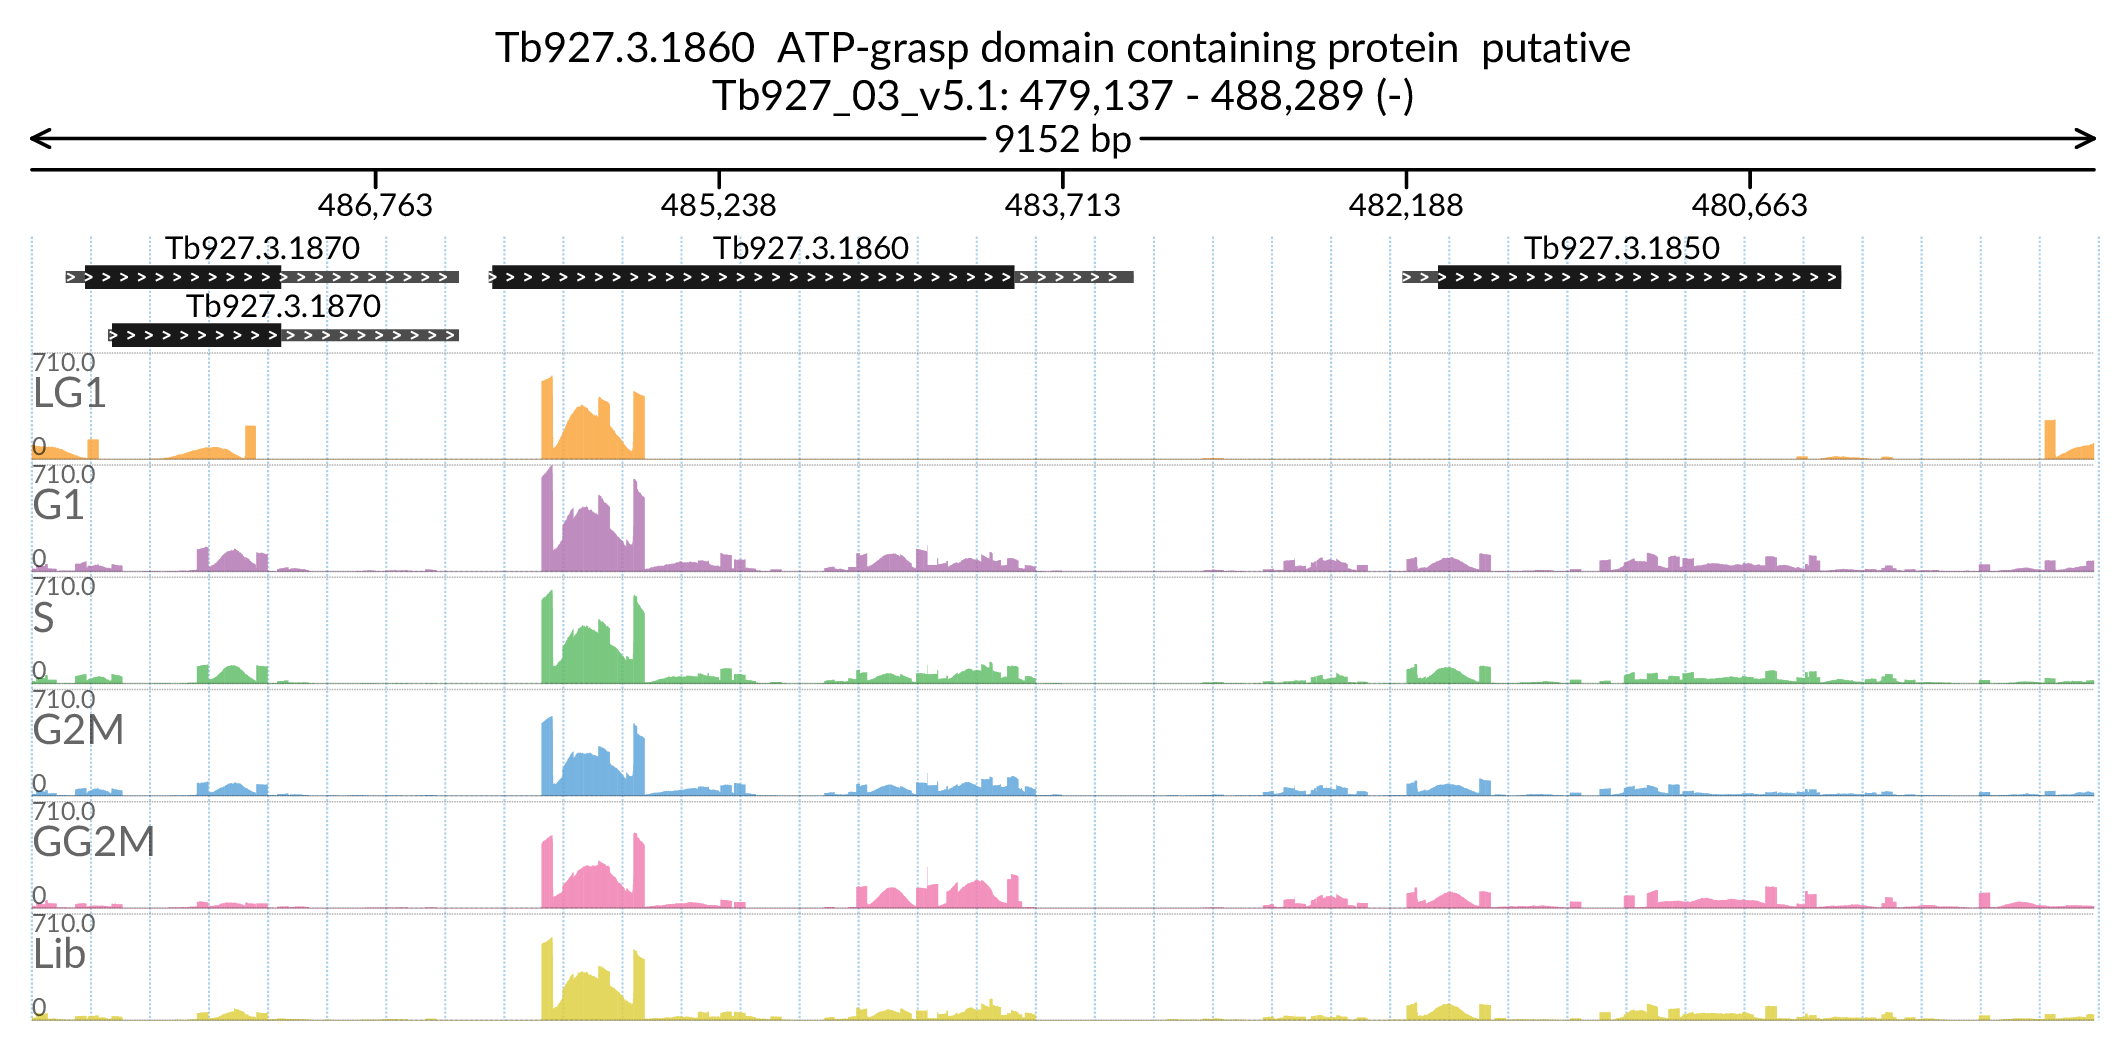 Tb927.3.1860  ATP-grasp domain containing protein  putative
Tb927_03_v5.1: 479,137 - 488,289 (-)
9152 bp
486,763 485,238 483,713 482,188 480,663
Tb927.3.1870 Tb927.3.1860 Tb927.3.1850
Tb927.3.1870
710.0
LG1
0
710.0
G1
0
710.0
S
0
710.0
G2M
0
710.0
GG2M
0
710.0
Lib
0